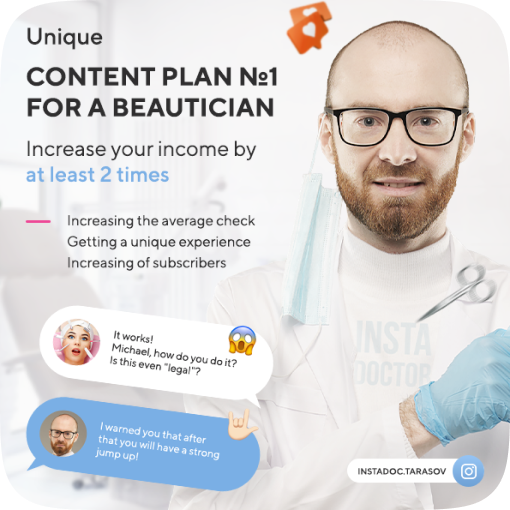 Unique
CONTENT PLAN №1
FOR A BEAUTICIAN
Increase your income by
at least 2 times
Increasing the average check
Getting a unique experience
Increasing of subscribers
It works!
Michael, how do you do it?
Is this even "legal"?
I warned you that after
that you will have a strong
jump up!
INSTA
DOCTOR
INSTADOC.TARASOV